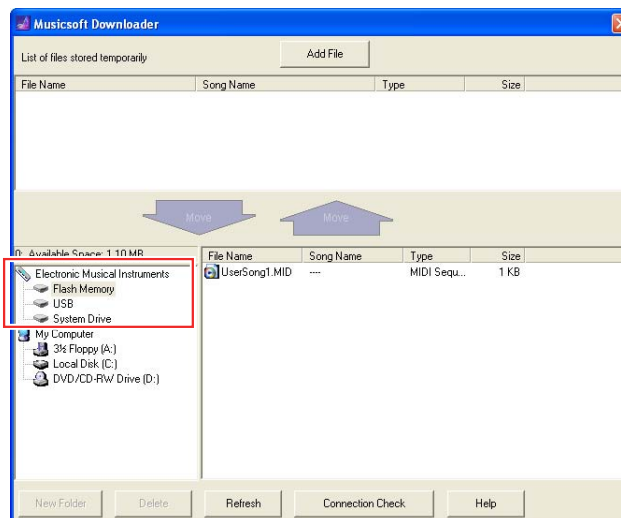 Musicsoft Downloader
List of files stored temporarily
Add File
File Name Song Name Type Size
Move Move
0: Available Space: 1.10 MB
File Name Song Name Type Size
Electronic Musical Instruments
UserSong1.MID ---- MIDI Sequ... 1 KB
Flash Memory
USB
System Drive
My Computer
3½ Floppy (A:)
Local Disk (C:)
DVD/CD-RW Drive (D:)
New Folder Delete Refresh Connection Check Help